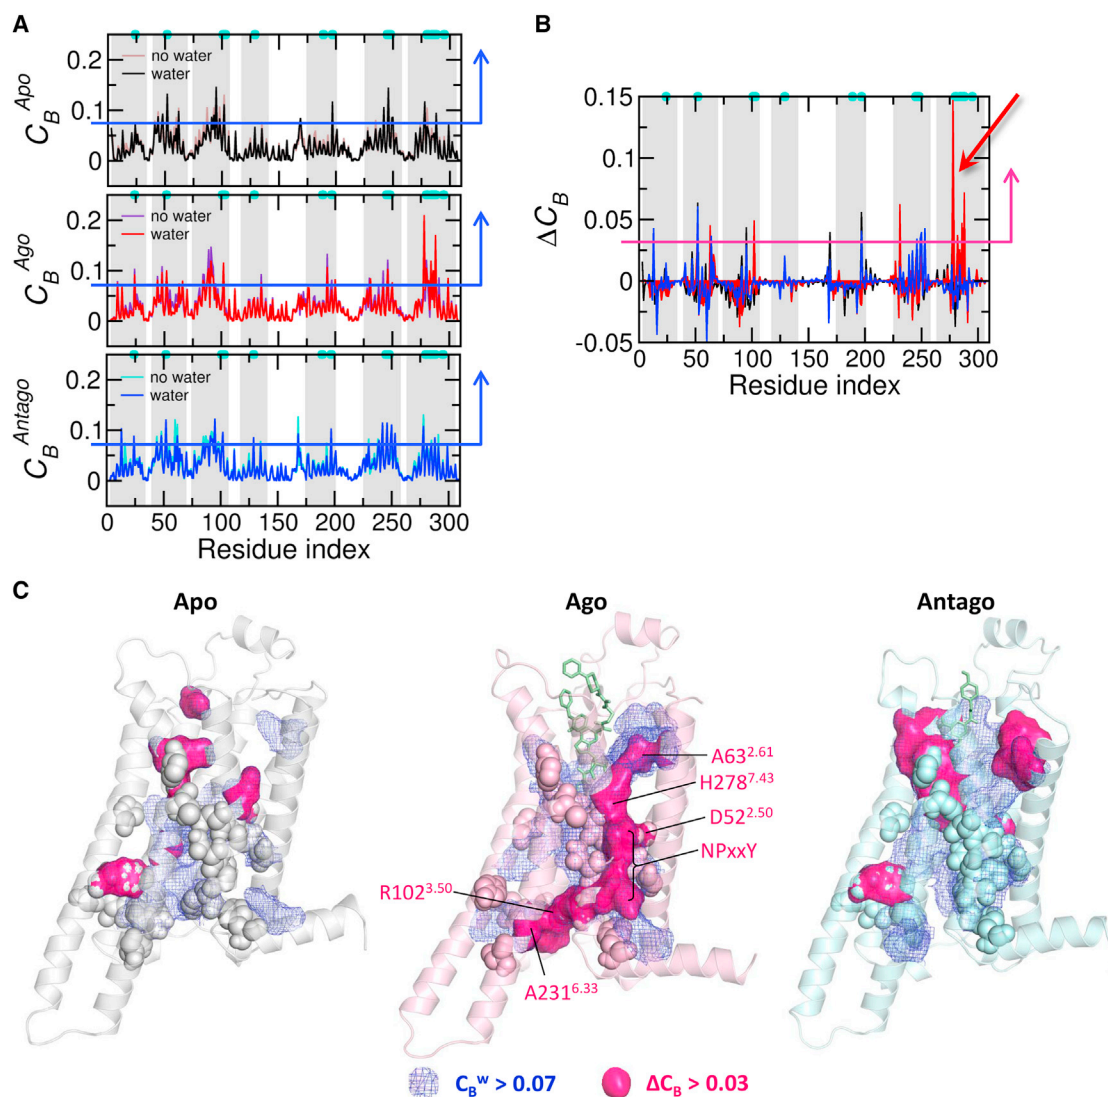 A
B
C_B^Apo
0.2
0.1
0
no water
water
C_B^Ago
0.2
0.1
0
no water
water
C_B^Antago
0.2
0.1
0
no water
water
0 50 100 150 200 250 300
Residue index
ΔC_B
0.15
0.1
0.05
0
-0.05
0 50 100 150 200 250 300
Residue index
C
Apo
Ago
Antago
A63^2.61
H278^7.43
D52^2.50
NPxxY
R102^3.50
A231^6.33
C_B^w > 0.07
ΔC_B > 0.03